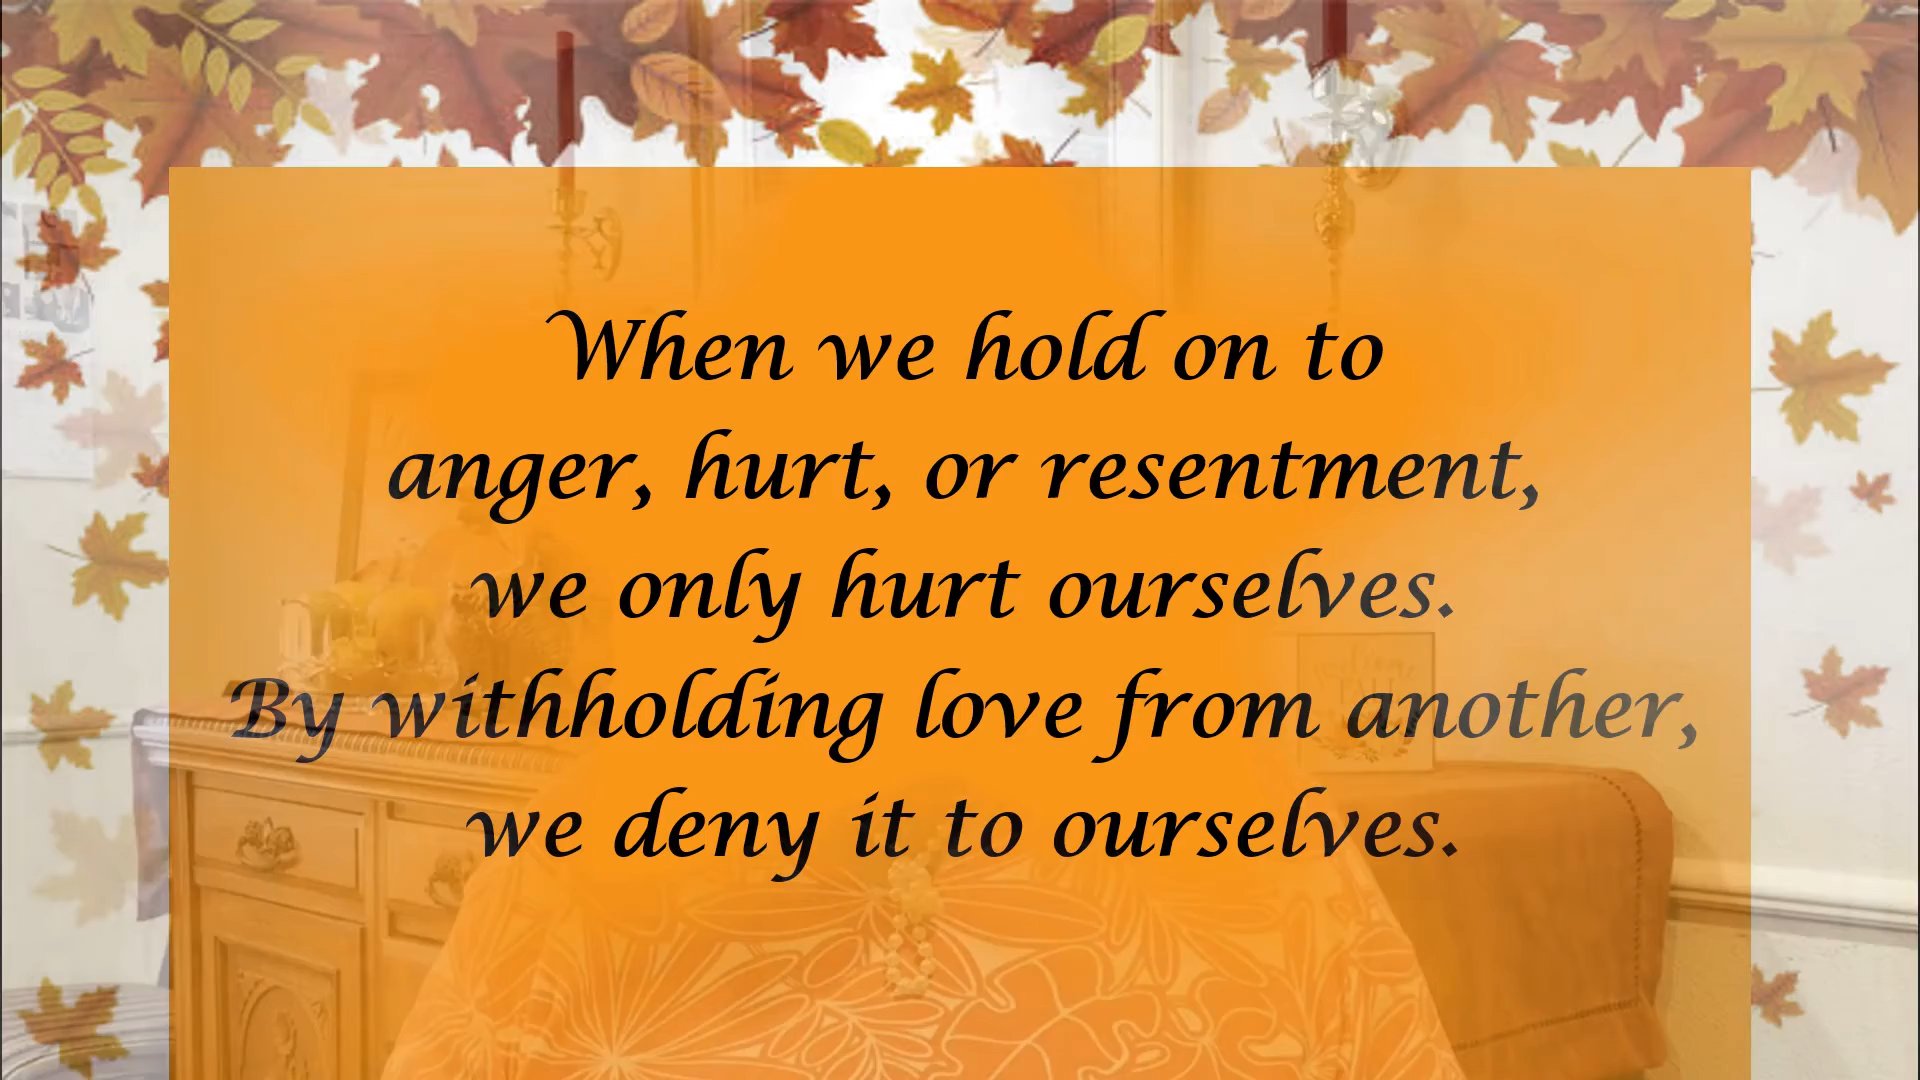 When we hold on to
anger, hurt, or resentment,
we only hurt ourselves.
By withholding love from another,
we deny it to ourselves.